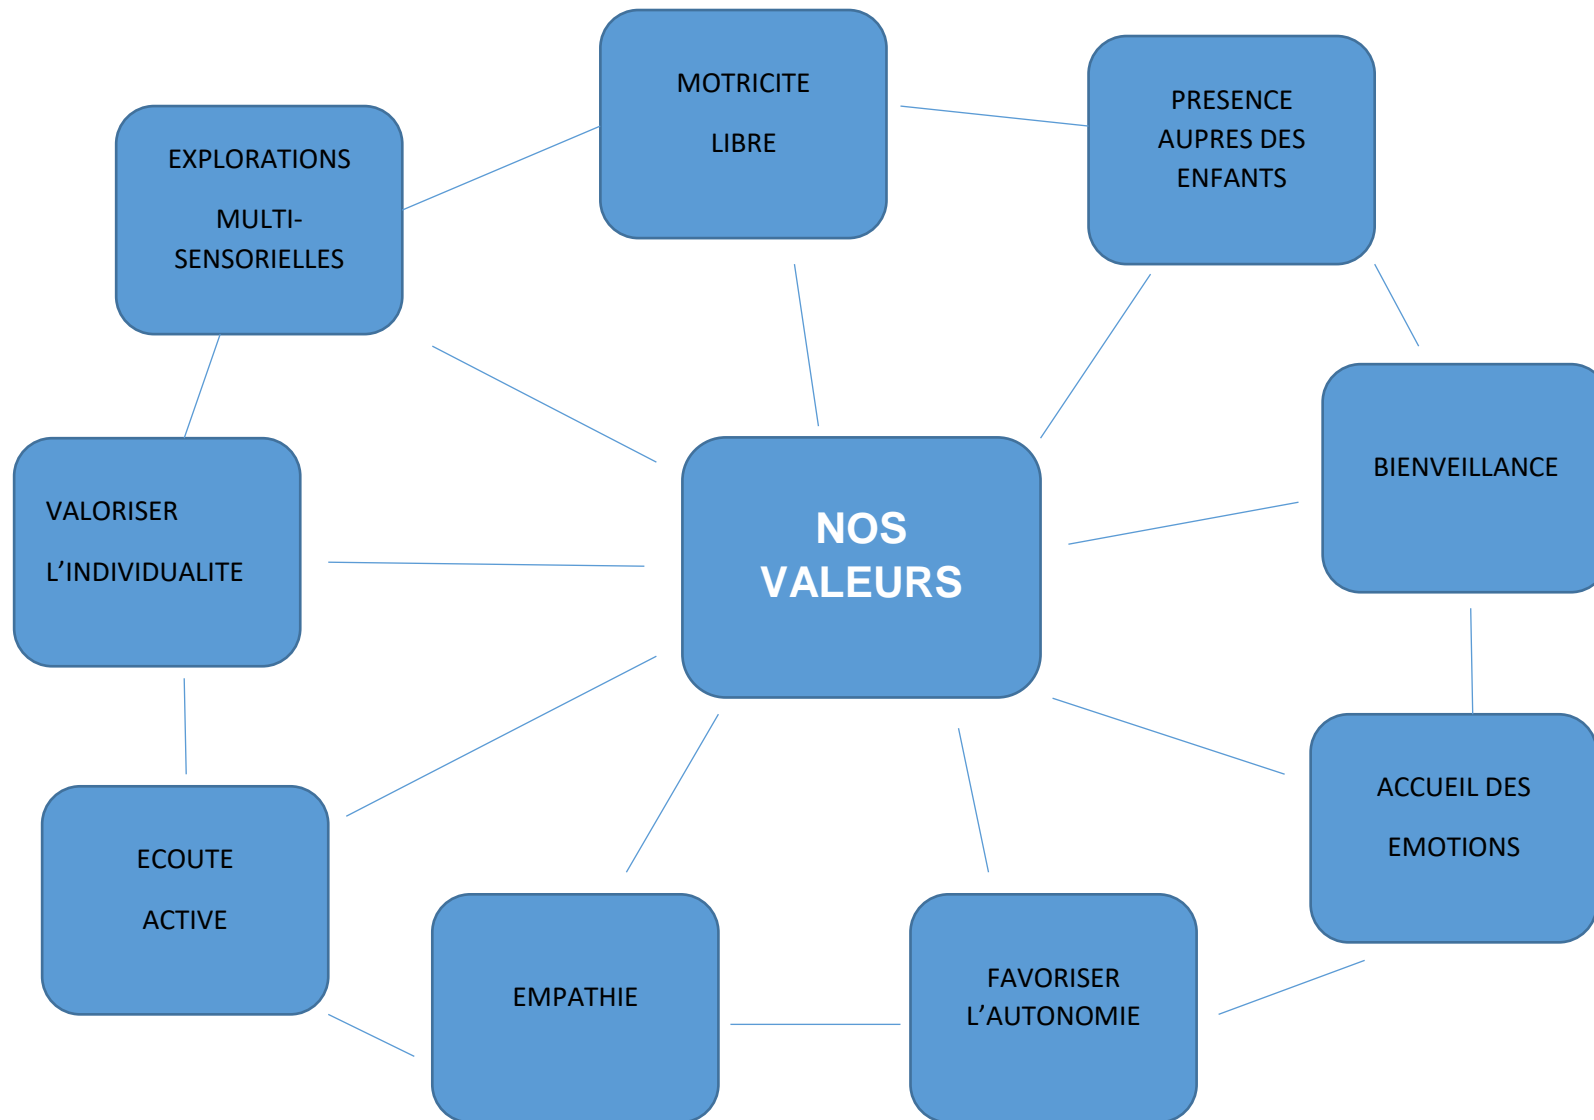 MOTRICITE
LIBRE
PRESENCE
AUPRES DES
ENFANTS
EXPLORATIONS
MULTI-
SENSORIELLES
BIENVEILLANCE
VALORISER
L’INDIVIDUALITE
NOS
VALEURS
ACCUEIL DES
EMOTIONS
ECOUTE
ACTIVE
EMPATHIE
FAVORISER
L’AUTONOMIE